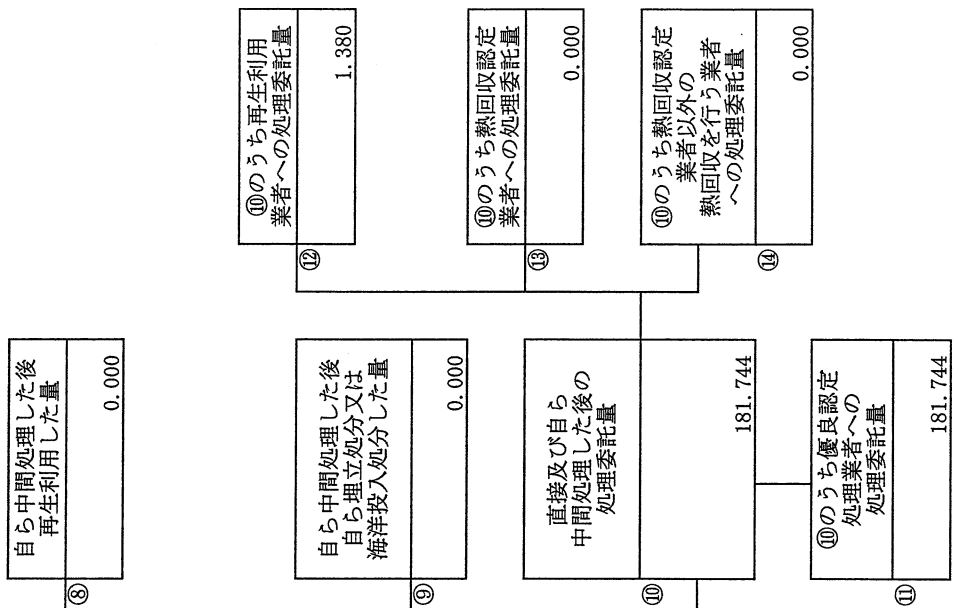 ⑧
自ら中間処理した後
再生利用した量
0.000
⑨
自ら中間処理した後
自ら埋立処分又は
海洋投入処分した量
0.000
⑩
直接及び自ら
中間処理した後の
処理委託量
181.744
⑪
⑩のうち優良認定
処理業者への
処理委託量
181.744
⑫
⑩のうち再生利用
業者への処理委託量
1.380
⑬
⑩のうち熱回収認定
業者への処理委託量
0.000
⑭
⑩のうち熱回収認定
業者以外の
熱回収を行う業者
への処理委託量
0.000